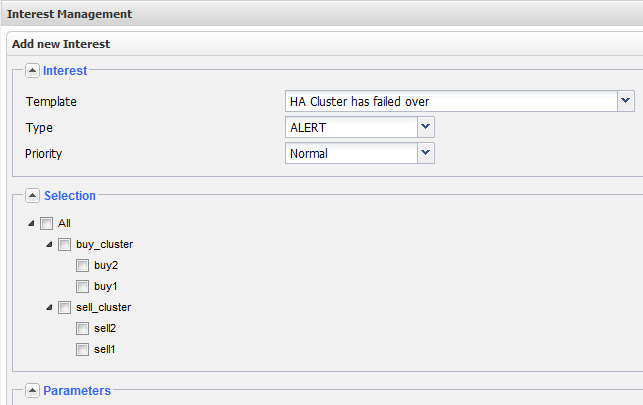 Interest Management
Add new Interest
Interest
Template HA Cluster has failed over
Type ALERT
Priority Normal
Selection
All
buy_cluster
buy2
buy1
sell_cluster
sell2
sell1
Parameters